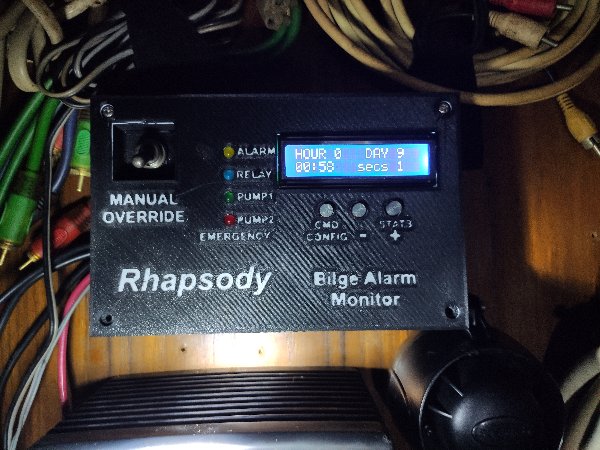 HOUR 0 DAY 9
00:58 secs 1
ALARM
RELAY
PUMP1
PUMP2
EMERGENCY
MANUAL
OVERRIDE
CMD
CONFIG
-
STATS
+
Rhapsody
Bilge Alarm
Monitor